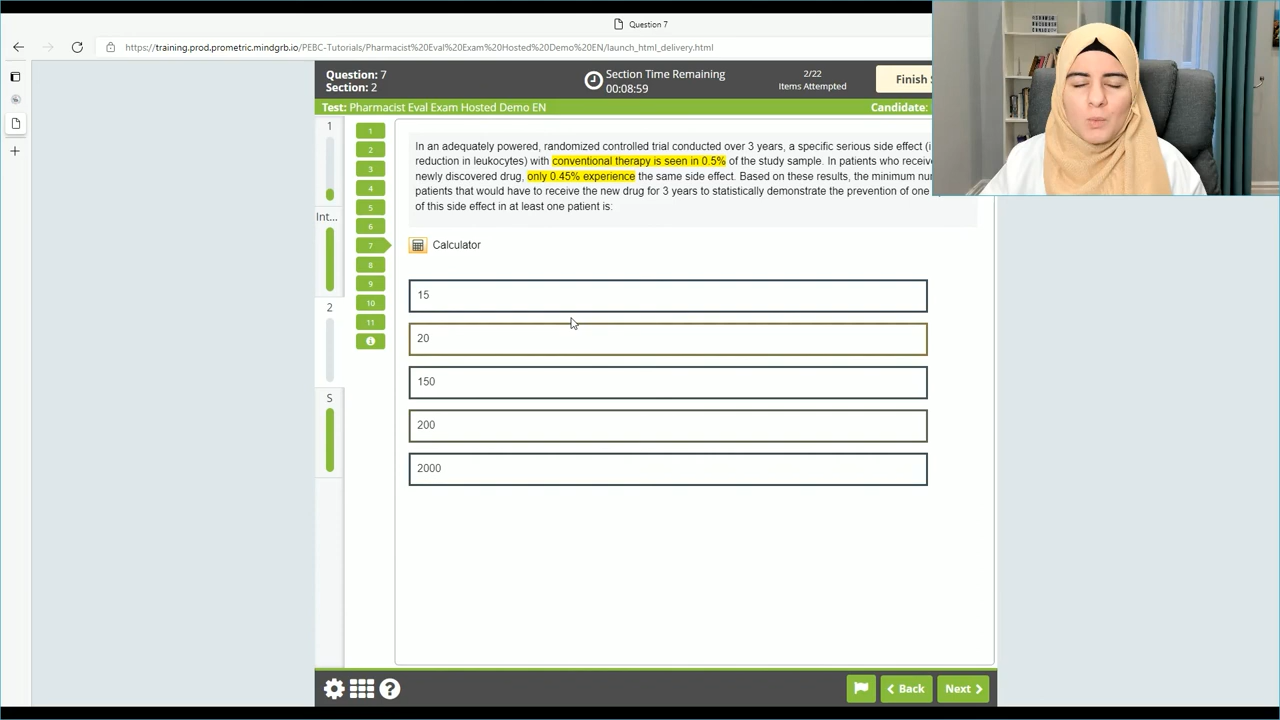 Question 7
https://training.prod.prometric.mindgrb.io/PEBC-Tutorials/Pharmacist%20Eval%20Exam%20Hosted%20Demo%20EN/launch_html_delivery.html
Question: 7
Section: 2
Section Time Remaining
00:08:59
2/22
Items Attempted
Finish
Test: Pharmacist Eval Exam Hosted Demo EN
Candidate:
1
Int...
2
S
1
2
3
4
5
6
7
8
9
10
11
In an adequately powered, randomized controlled trial conducted over 3 years, a specific serious side effect
reduction in leukocytes) with conventional therapy is seen in 0.5% of the study sample. In patients who
newly discovered drug, only 0.45% experience the same side effect. Based on these results, the minimum
patients that would have to receive the new drug for 3 years to statistically demonstrate the prevention of one
of this side effect in at least one patient is:
Calculator
15
20
150
200
2000
Back
Next